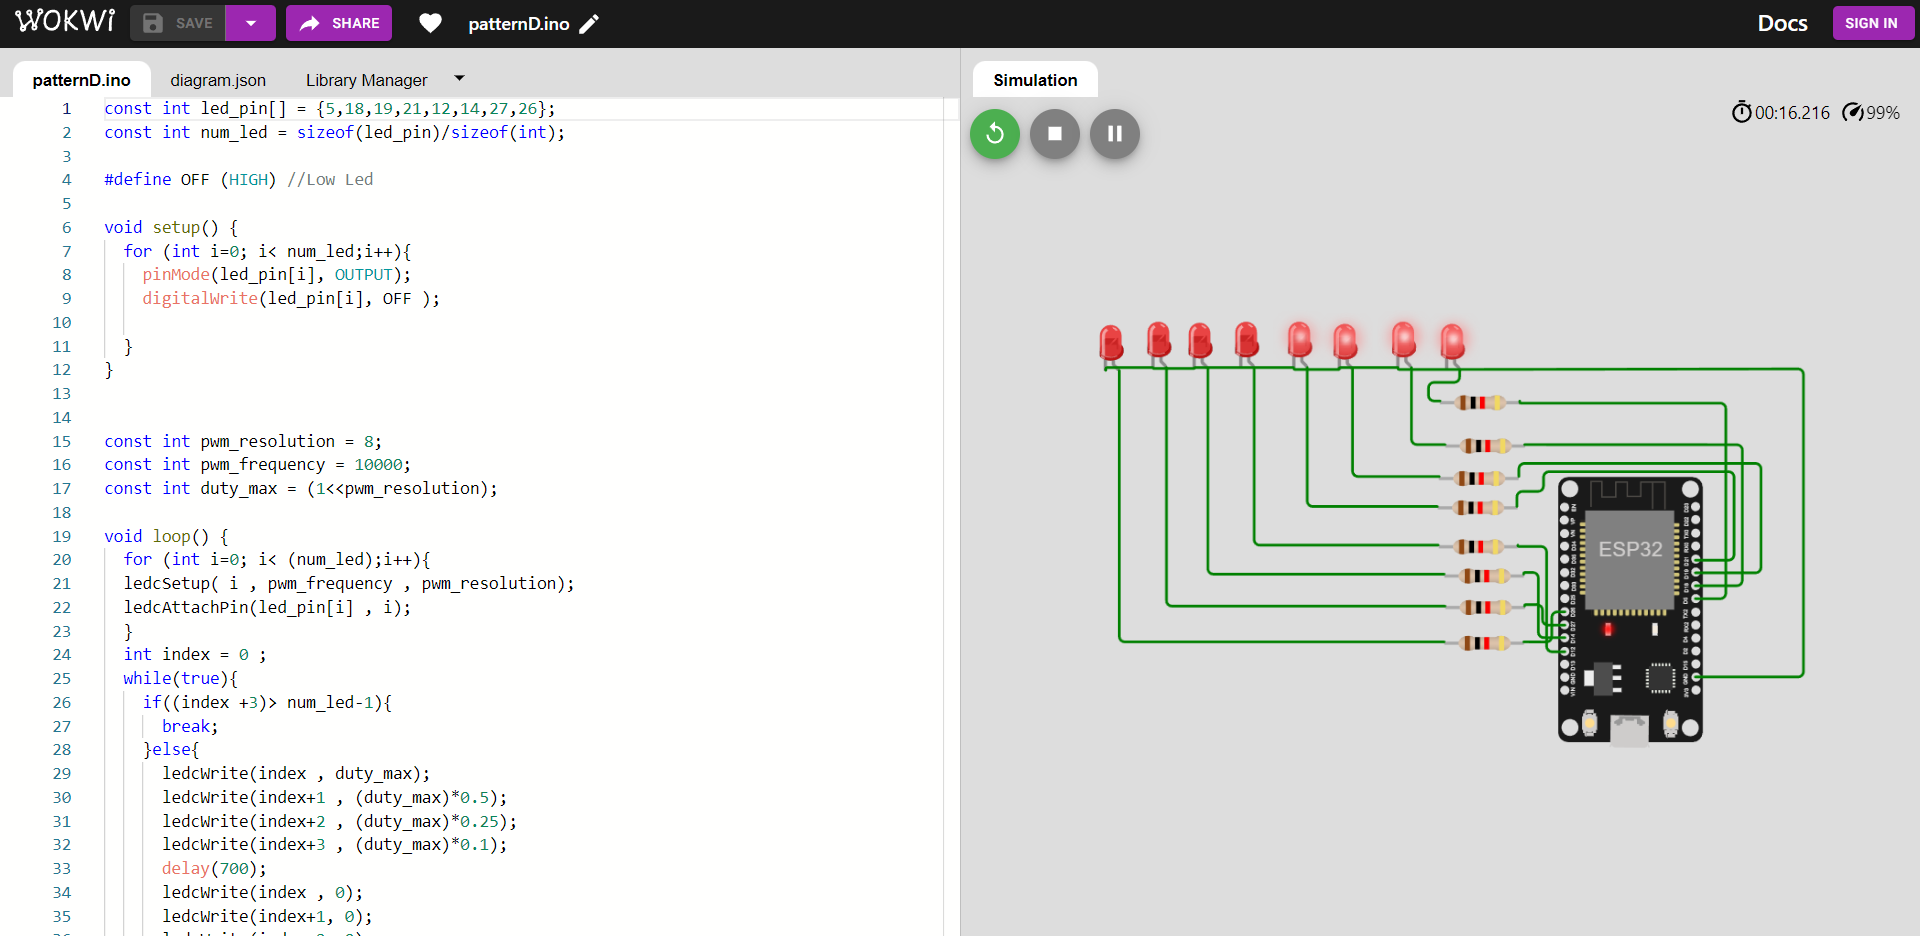 WOKWI
SAVE
SHARE
patternD.ino
Docs
SIGN IN
patternD.ino
diagram.json
Library Manager
Simulation
00:16.216
99%
1 const int led_pin[] = {5,18,19,21,12,14,27,26};
2 const int num_led = sizeof(led_pin)/sizeof(int);
3
4 #define OFF (HIGH) //Low Led
5
6 void setup() {
7 for (int i=0; i< num_led;i++){
8 pinMode(led_pin[i], OUTPUT);
9 digitalWrite(led_pin[i], OFF );
10
11 }
12 }
13
14
15 const int pwm_resolution = 8;
16 const int pwm_frequency = 10000;
17 const int duty_max = (1<<pwm_resolution);
18
19 void loop() {
20 for (int i=0; i< (num_led);i++){
21 ledcSetup( i , pwm_frequency , pwm_resolution);
22 ledcAttachPin(led_pin[i] , i);
23 }
24 int index = 0 ;
25 while(true){
26 if((index +3)> num_led-1){
27 break;
28 }else{
29 ledcWrite(index , duty_max);
30 ledcWrite(index+1 , (duty_max)*0.5);
31 ledcWrite(index+2 , (duty_max)*0.25);
32 ledcWrite(index+3 , (duty_max)*0.1);
33 delay(700);
34 ledcWrite(index , 0);
35 ledcWrite(index+1, 0);
ESP32